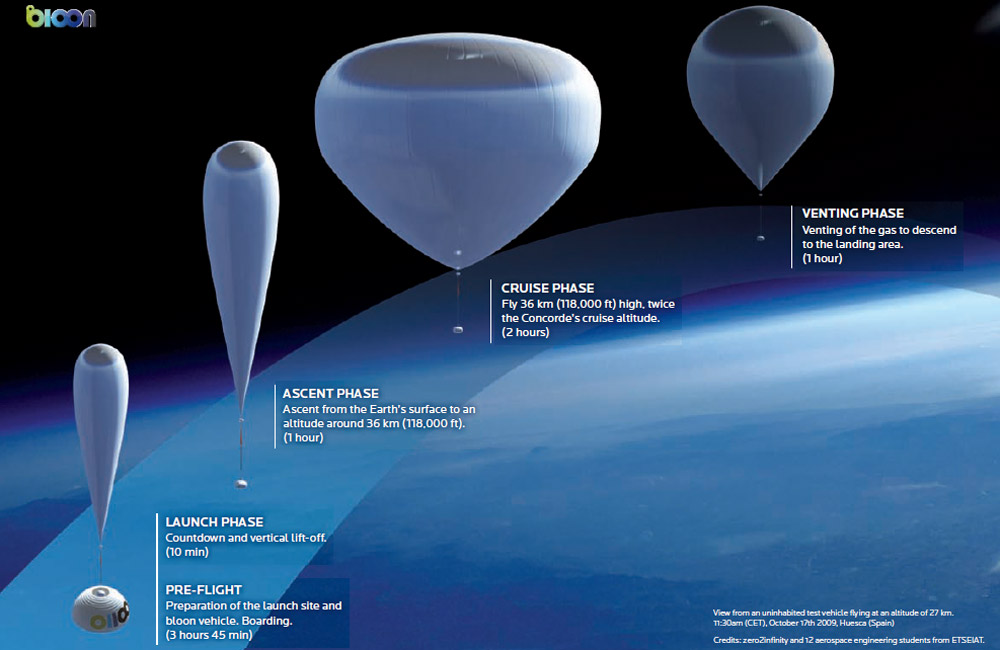 bloon
VENTING PHASE
Venting of the gas to descend
to the landing area.
(1 hour)
CRUISE PHASE
Fly 36 km (118,000 ft) high, twice
the Concorde's cruise altitude.
(2 hours)
ASCENT PHASE
Ascent from the Earth's surface to an
altitude around 36 km (118,000 ft).
(1 hour)
LAUNCH PHASE
Countdown and vertical lift-off.
(10 min)
PRE-FLIGHT
Preparation of the launch site and
bloon vehicle. Boarding.
(3 hours 45 min)
View from an uninhabited test vehicle flying at an altitude of 27 km.
11:30am (CET), October 17th 2009, Huesca (Spain)
Credits: zero2infinity and 12 aerospace engineering students from ETSEIAT.